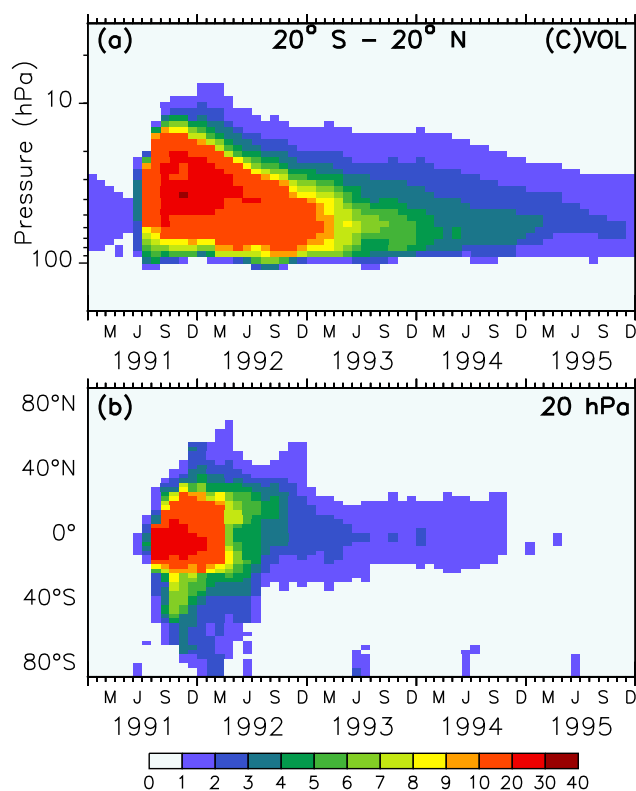 (a) 20° S – 20° N (C)VOL
Pressure (hPa)
10
100
M J S D M J S D M J S D M J S D M J S D
1991 1992 1993 1994 1995
(b) 20 hPa
80°N
40°N
0°
40°S
80°S
M J S D M J S D M J S D M J S D M J S D
1991 1992 1993 1994 1995
0 1 2 3 4 5 6 7 8 9 10 20 30 40